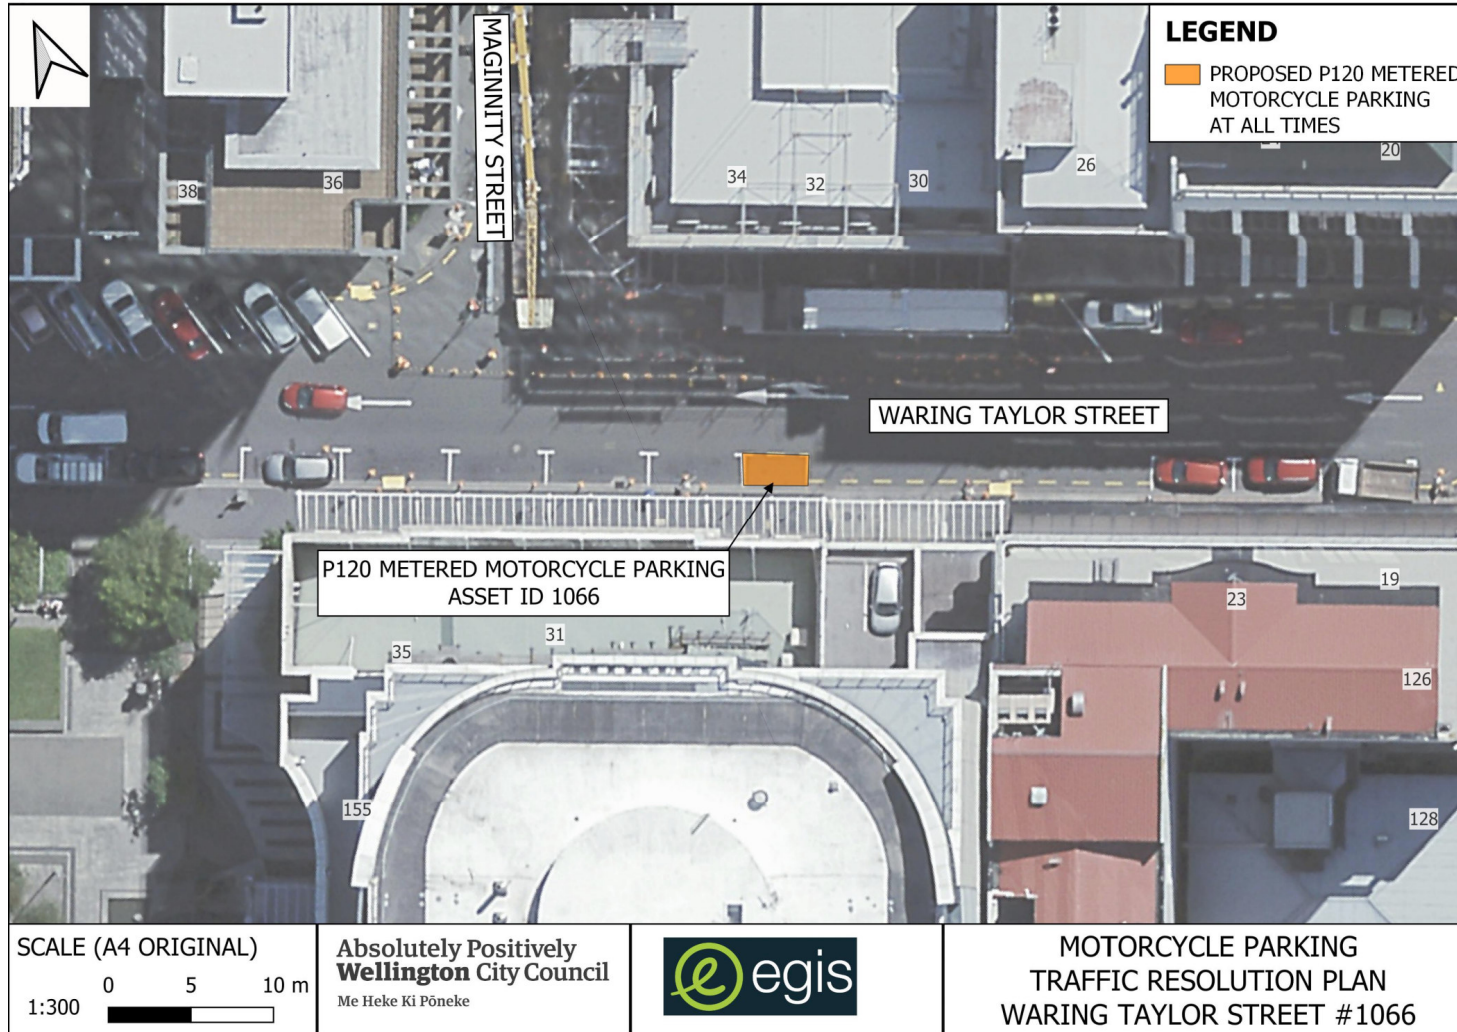 LEGEND
PROPOSED P120 METERED
MOTORCYCLE PARKING
AT ALL TIMES
MAGINNITY STREET
38
36
34
32
30
26
20
WARING TAYLOR STREET
P120 METERED MOTORCYCLE PARKING
ASSET ID 1066
31
35
23
19
126
155
128
SCALE (A4 ORIGINAL)
0 5 10 m
1:300
Absolutely Positively
Wellington City Council
Me Heke Ki Pōneke
egis
MOTORCYCLE PARKING
TRAFFIC RESOLUTION PLAN
WARING TAYLOR STREET #1066